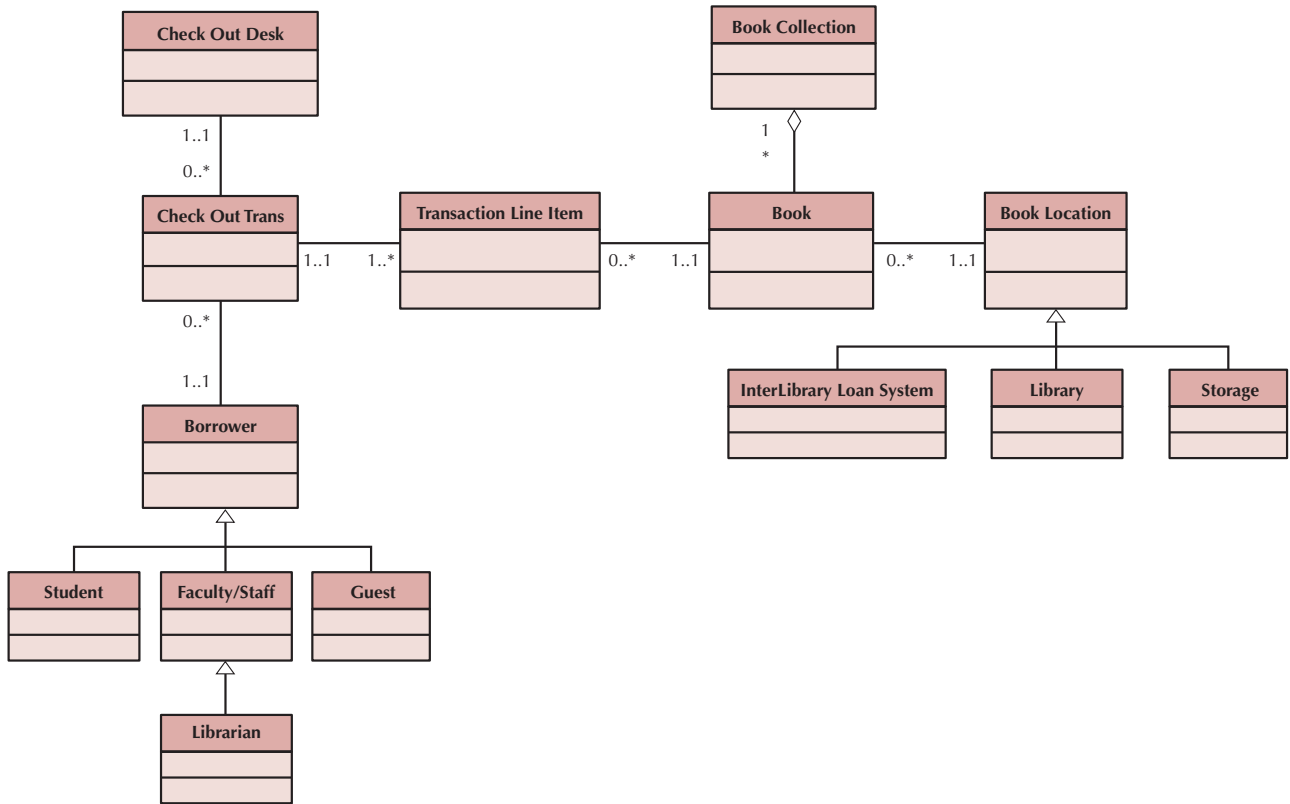 Check Out Desk
Book Collection
1..1
0..*
1
*
Check Out Trans
Transaction Line Item
Book
Book Location
1..1
1..*
0..*
1..1
0..*
1..1
0..*
1..1
InterLibrary Loan System
Library
Storage
Borrower
Student
Faculty/Staff
Guest
Librarian